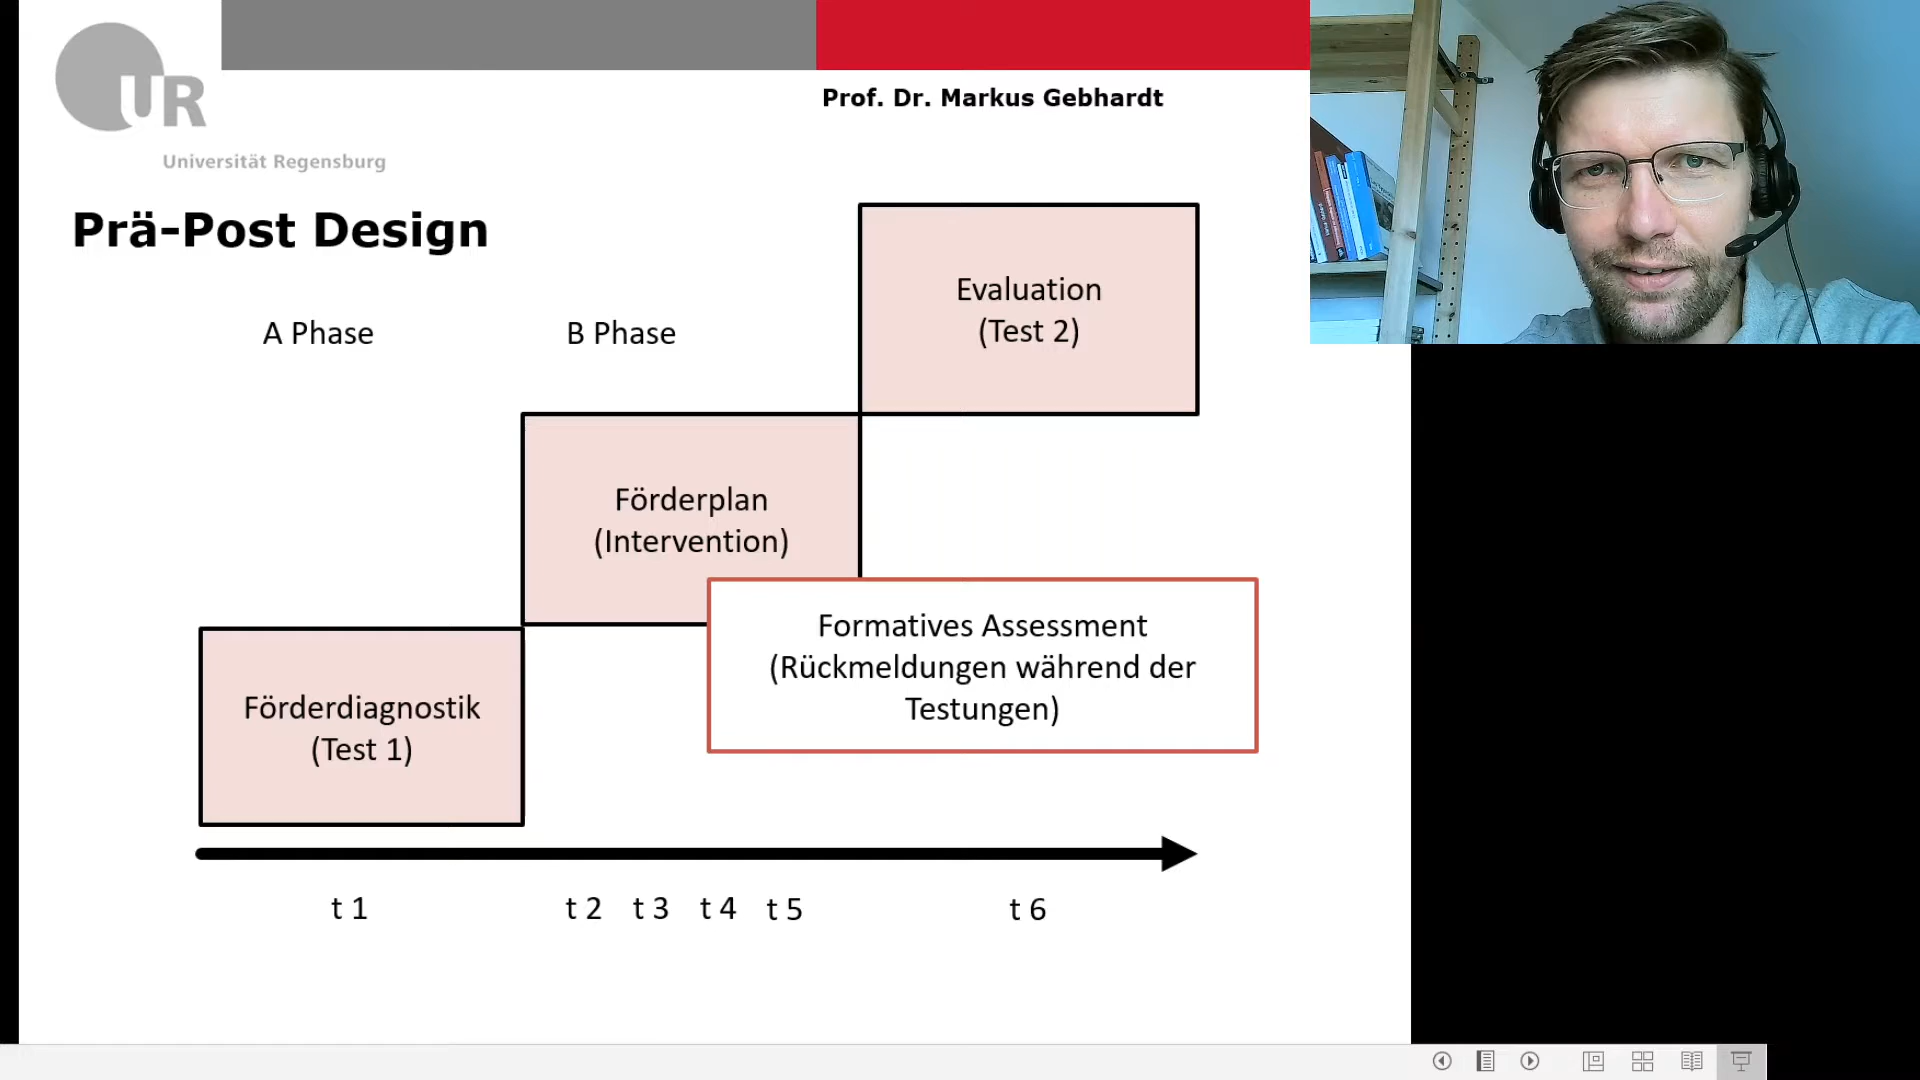 UR
Universität Regensburg
Prof. Dr. Markus Gebhardt
Prä-Post Design
A Phase
B Phase
Evaluation
(Test 2)
Förderplan
(Intervention)
Formatives Assessment
(Rückmeldungen während der
Testungen)
Förderdiagnostik
(Test 1)
t 1
t 2
t 3
t 4
t 5
t 6